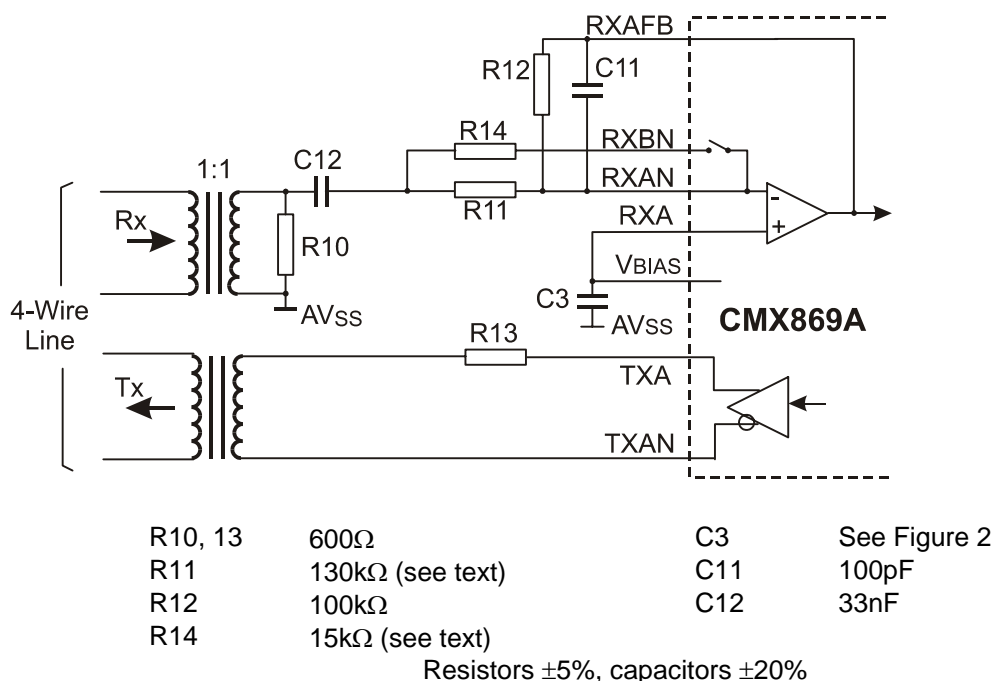 RXAFB
R12
C11
R14
RXBN
C12
1:1
RXAN
R11
Rx
RXA
R10
VBIAS
C3
4-Wire
Line
AVSS
AVSS
CMX869A
R13
Tx
TXA
TXAN
-
+
R10, 13 600Ω C3 See Figure 2
R11 130kΩ (see text) C11 100pF
R12 100kΩ C12 33nF
R14 15kΩ (see text)
Resistors ±5%, capacitors ±20%